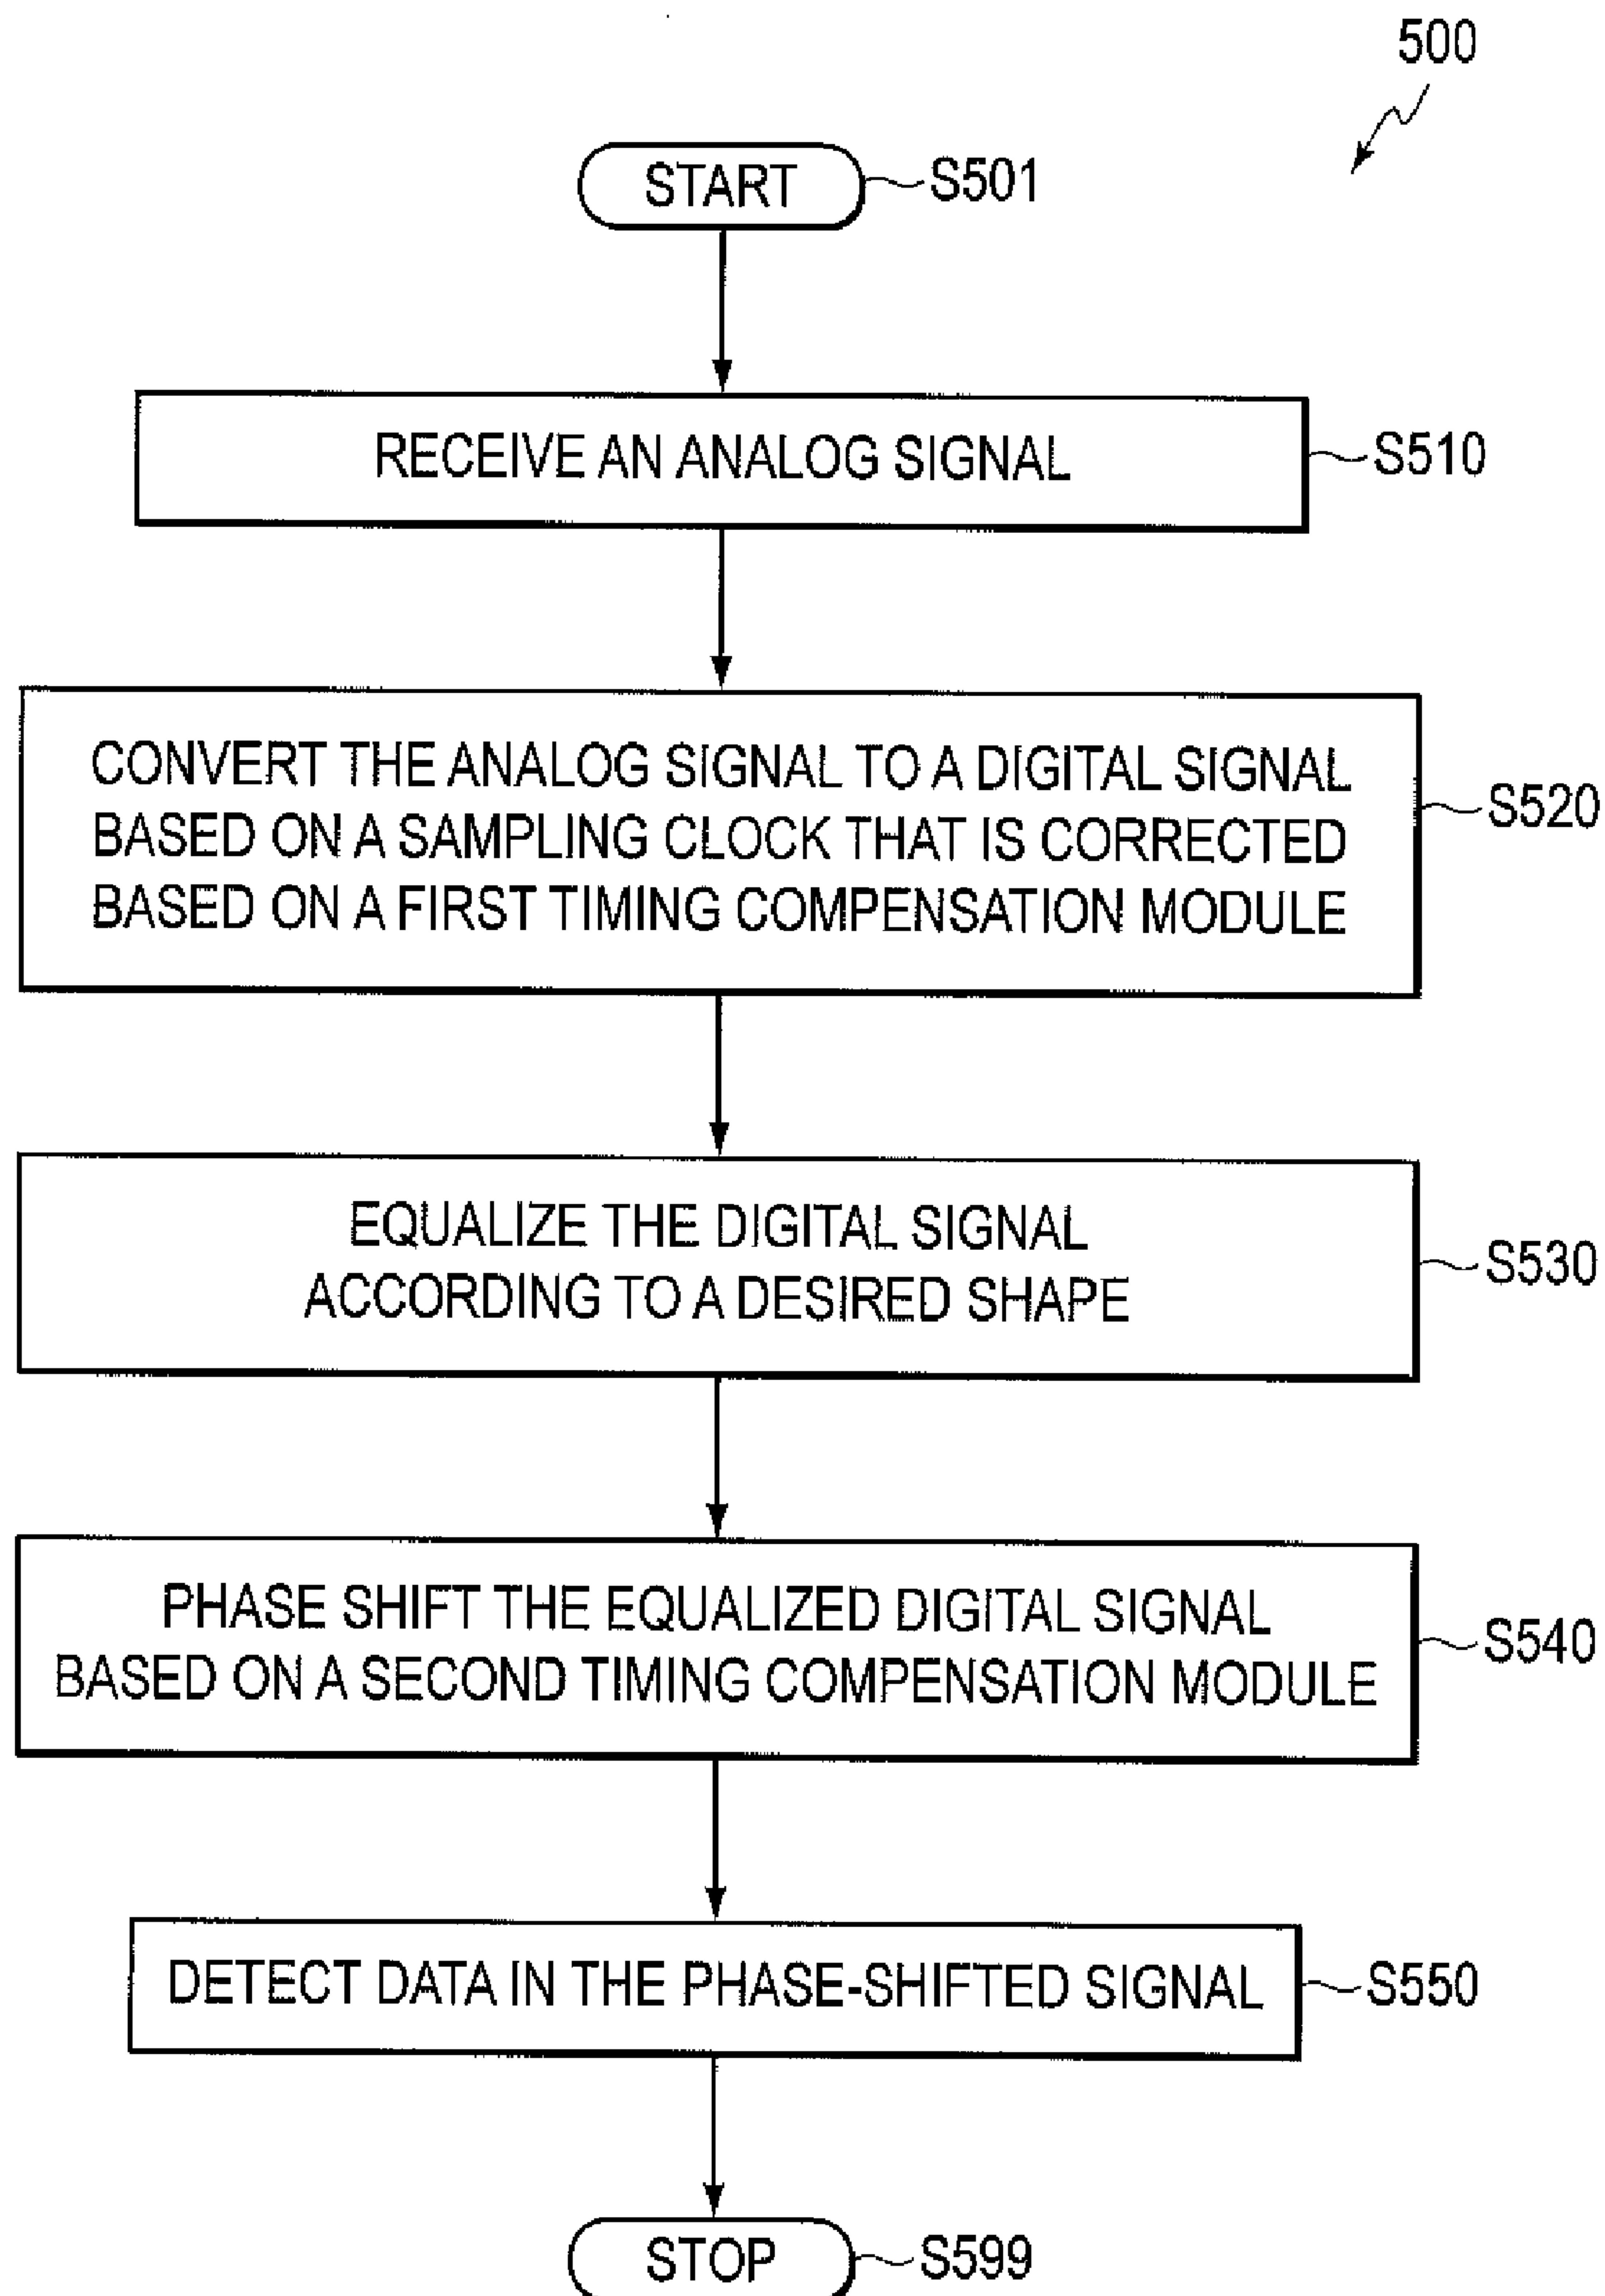 500
START
S501
RECEIVE AN ANALOG SIGNAL
S510
CONVERT THE ANALOG SIGNAL TO A DIGITAL SIGNAL
BASED ON A SAMPLING CLOCK THAT IS CORRECTED
BASED ON A FIRST TIMING COMPENSATION MODULE
S520
EQUALIZE THE DIGITAL SIGNAL
ACCORDING TO A DESIRED SHAPE
S530
PHASE SHIFT THE EQUALIZED DIGITAL SIGNAL
BASED ON A SECOND TIMING COMPENSATION MODULE
S540
DETECT DATA IN THE PHASE-SHIFTED SIGNAL
S550
STOP
S599